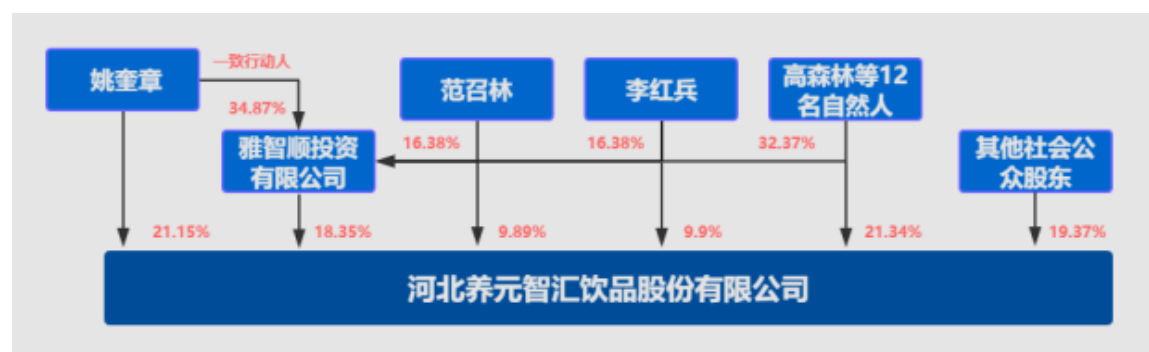 姚奎章
一致行动人
34.87%
雅智顺投资
有限公司
范召林
16.38%
李红兵
16.38%
高森林等12
名自然人
32.37%
其他社会公
众股东
21.15%
18.35%
9.89%
9.9%
21.34%
19.37%
河北养元智汇饮品股份有限公司